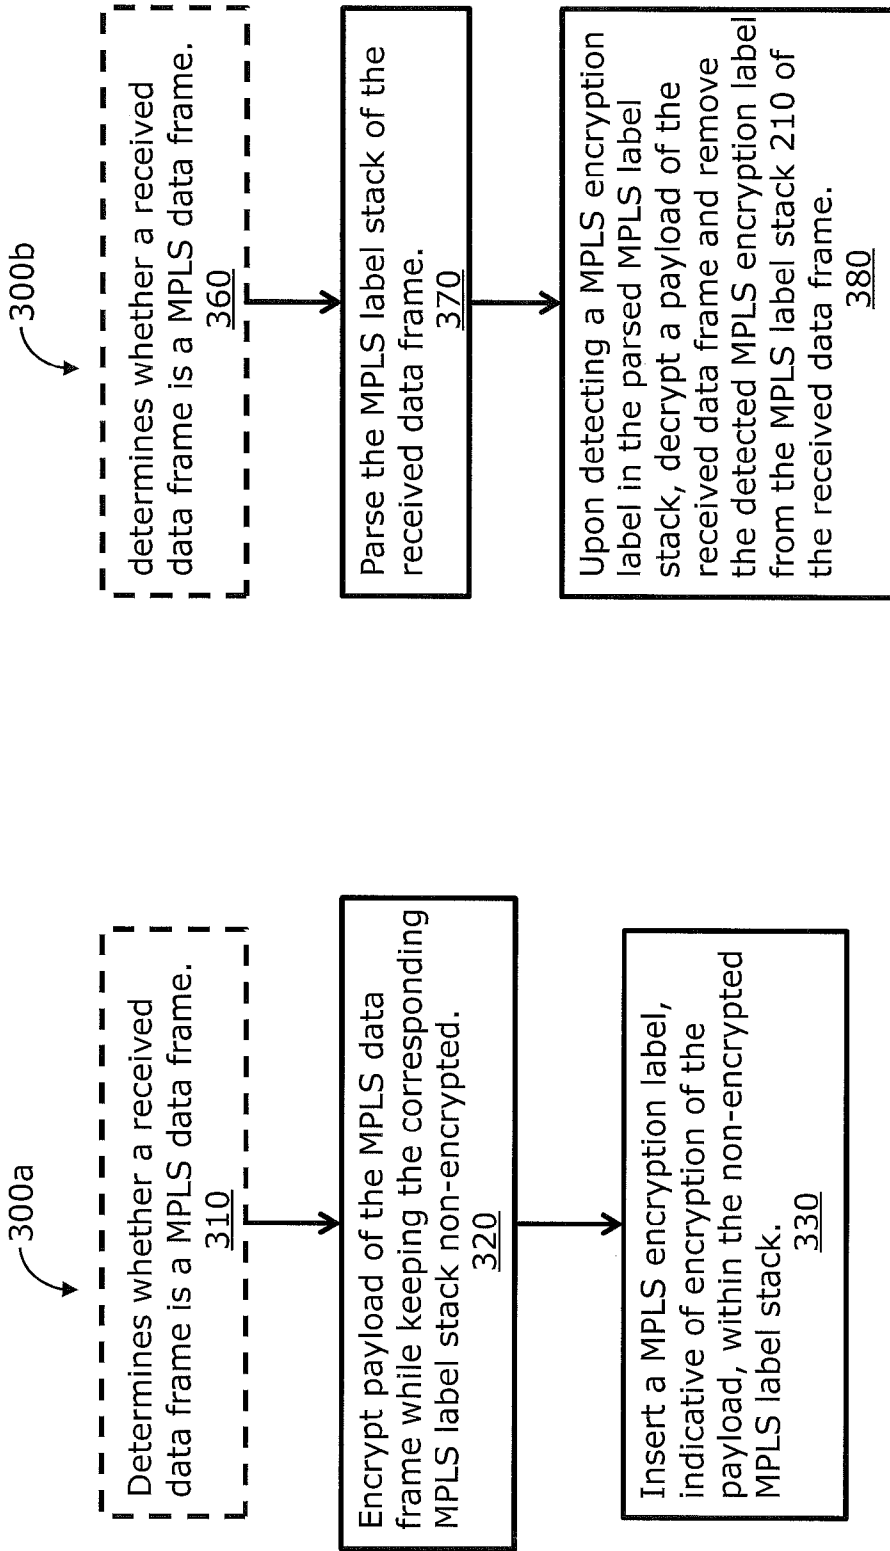 300a
Determines whether a received
data frame is a MPLS data frame.
310
Encrypt payload of the MPLS data
frame while keeping the corresponding
MPLS label stack non-encrypted.
320
Insert a MPLS encryption label,
indicative of encryption of the
payload, within the non-encrypted
MPLS label stack.
330
300b
determines whether a received
data frame is a MPLS data frame.
360
Parse the MPLS label stack of the
received data frame.
370
Upon detecting a MPLS encryption
label in the parsed MPLS label
stack, decrypt a payload of the
received data frame and remove
the detected MPLS encryption label
from the MPLS label stack 210 of
the received data frame.
380